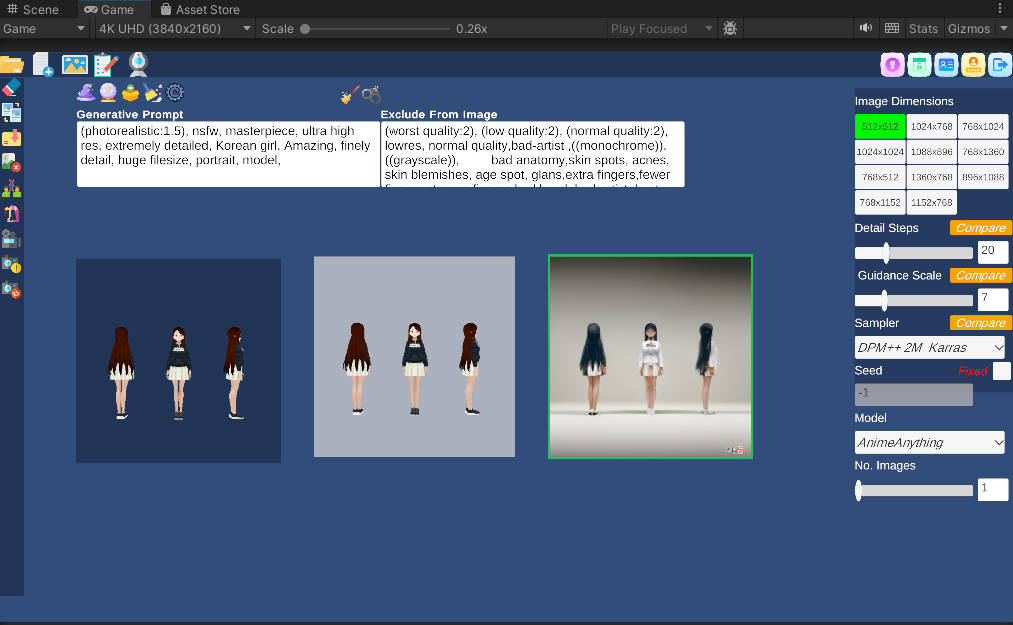 Scene Game Asset Store
Game 4K UHD (3840x2160) Scale 0.26x Play Focused Stats Gizmos
Generative Prompt
(photorealistic:1.5), nsfw, masterpiece, ultra high
res, extremely detailed, Korean girl, Amazing, finely
detail, huge filesize, portrait, model,
Exclude From Image
(worst quality:2), (low quality:2), (normal quality:2),
lowres, normal quality,bad-artist ,((monochrome)),
((grayscale)), bad anatomy,skin spots, acnes,
skin blemishes, age spot, glans,extra fingers,fewer
Image Dimensions
512x512 1024x768 768x1024
1024x1024 1088x896 768x1360
768x512 1360x768 896x1088
768x1152 1152x768
Detail Steps Compare
20
Guidance Scale Compare
7
Sampler Compare
DPM++ 2M Karras
Seed Fixed
-1
Model
AnimeAnything
No. Images
1